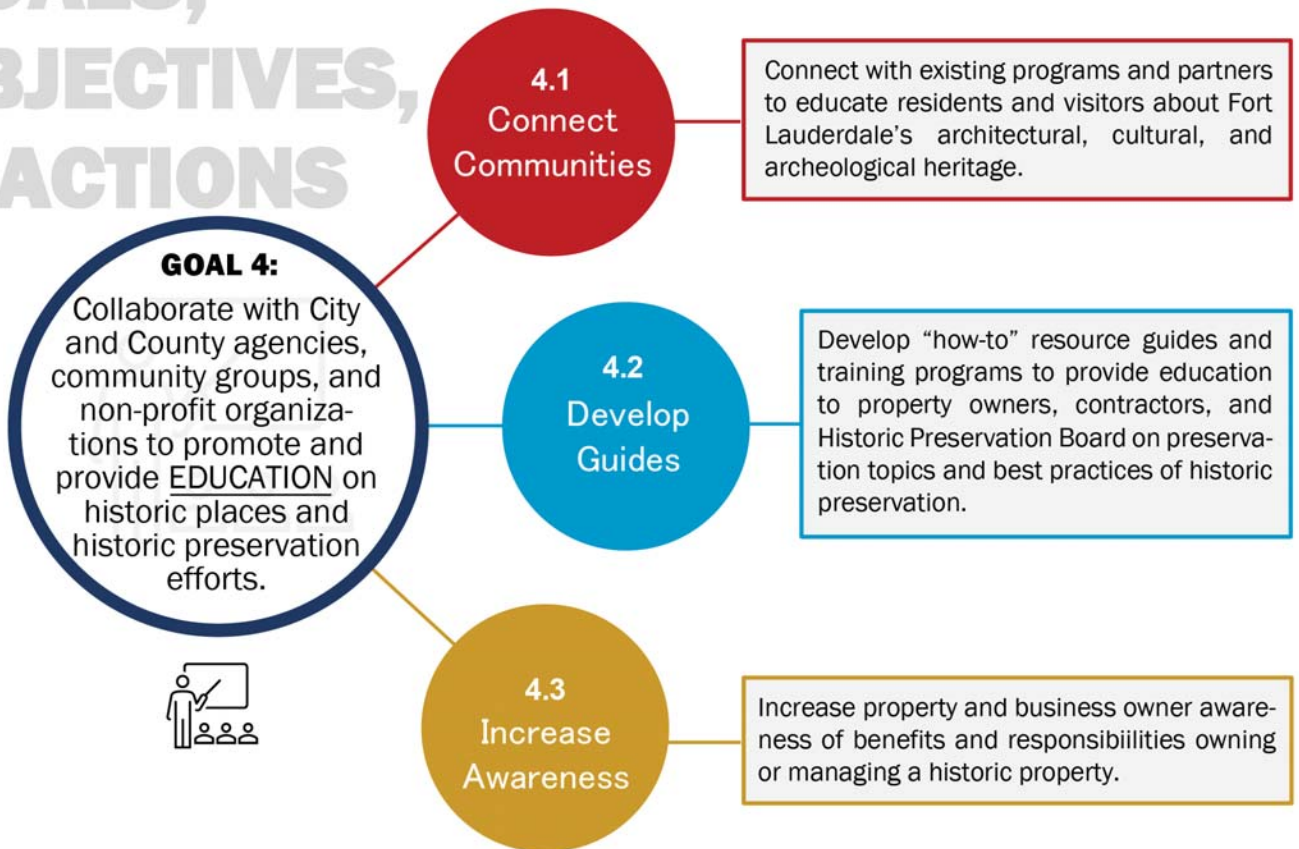 OALS,
BJECTIVES,
ACTIONS
GOAL 4:
Collaborate with City
and County agencies,
community groups, and
non-profit organiza-
tions to promote and
provide EDUCATION on
historic places and
historic preservation
efforts.
4.1
Connect
Communities
Connect with existing programs and partners
to educate residents and visitors about Fort
Lauderdale's architectural, cultural, and
archeological heritage.
4.2
Develop
Guides
Develop “how-to” resource guides and
training programs to provide education
to property owners, contractors, and
Historic Preservation Board on preserva-
tion topics and best practices of historic
preservation.
4.3
Increase
Awareness
Increase property and business owner aware-
ness of benefits and responsibiilities owning
or managing a historic property.